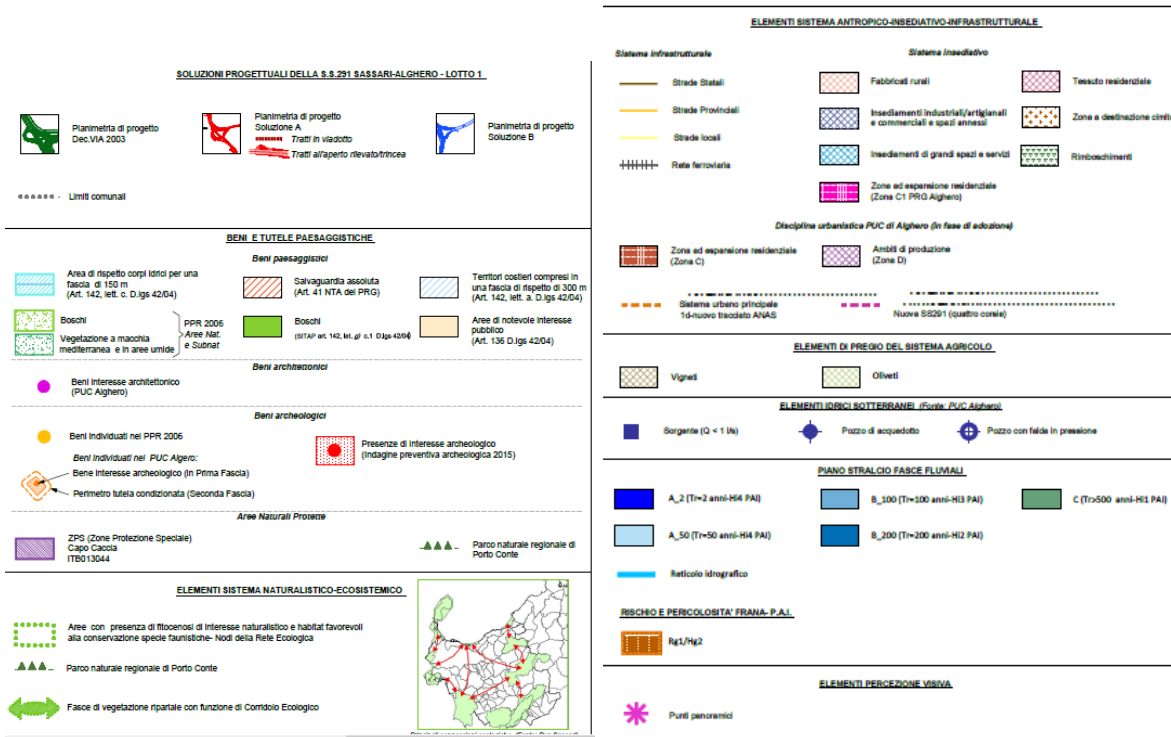 SOLUZIONI PROGETTUALI DELLA S.S.291 SASSARI-ALGHERO - LOTTO 1
Planimetria di progetto
Dec.VIA 2003
Planimetria di progetto
Soluzione A
Tratti in viadotto
Tratti all'aperto rilevato/trincea
Planimetria di progetto
Soluzione B
Limiti comunali
BENI E TUTELE PAESAGGISTICHE
Beni paesaggistici
Area di rispetto corpi idrici per una
fascia di 150 m
(Art. 142, lett. c. D.lgs 42/04)
Salvaguardia assoluta
(Art. 41 NTA del PRG)
Territori costieri compresi in
una fascia di rispetto di 300 m
(Art. 142, lett. a. D.lgs 42/04)
Boschi
Vegetazione a macchia
mediterranea e in aree umide
PPR 2006
Aree Nat.
e Subnat
Boschi
(SITAP art. 142, let. g) c.1 D.lgs 42/04)
Aree di notevole interesse
pubblico
(Art. 136 D.lgs 42/04)
Beni architettonici
Beni interesse architettonico
(PUC Alghero)
Beni archeologici
Beni individuati nel PPR 2006
Beni individuati nel PUC Algero:
Bene interesse archeologico (in Prima Fascia)
Perimetro tutela condizionata (Seconda Fascia)
Presenze di interesse archeologico
(Indagine preventiva archeologica 2015)
Aree Naturali Protette
ZPS (Zone Protezione Speciale)
Capo Caccia
ITB013044
Parco naturale regionale di
Porto Conte
ELEMENTI SISTEMA NATURALISTICO-ECOSISTEMICO
Aree con presenza di fitocenosi di interesse naturalistico e habitat favorevoli
alla conservazione specie faunistiche- Nodi della Rete Ecologica
Parco naturale regionale di Porto Conte
Fasce di vegetazione ripariale con funzione di Corridoio Ecologico
ELEMENTI SISTEMA ANTROPICO-INSEDIATIVO-INFRASTRUTTURALE
Sistema infrastrutturale
Strade Statali
Strade Provinciali
Strade locali
Rete ferroviaria
Sistema insediativo
Fabbricati rurali
Insediamenti industriali/artigianali
e commerciali e spazi annessi
Insediamenti di grandi spazi e servizi
Zone ad espansione residenziale
(Zona C1 PRG Alghero)
Tessuto residenziale
Zone a destinazione cimite
Rimboschimenti
Disciplina urbanistica PUC di Alghero (in fase di adozione)
Zone ad espansione residenziale
(Zona C)
Ambiti di produzione
(Zona D)
Sistema urbano principale
1d-nuovo tracciato ANAS
Nuova SS291 (quattro corsie)
ELEMENTI DI PREGIO DEL SISTEMA AGRICOLO
Vigneti
Oliveti
ELEMENTI IDRICI SOTTERRANEI (Fonte: PUC Alghero)
Sorgente (Q < 1 l/s)
Pozzo di acquedotto
Pozzo con falda in pressione
PIANO STRALCIO FASCE FLUVIALI
A_2 (Tr=2 anni-Hi4 PAI)
B_100 (Tr=100 anni-Hi3 PAI)
C (Tr>500 anni-Hi1 PAI)
A_50 (Tr=50 anni-Hi4 PAI)
B_200 (Tr=200 anni-Hi2 PAI)
Reticolo idrografico
RISCHIO E PERICOLOSITA' FRANA- P.A.I.
Rg1/Hg2
ELEMENTI PERCEZIONE VISIVA
Punti panoramici